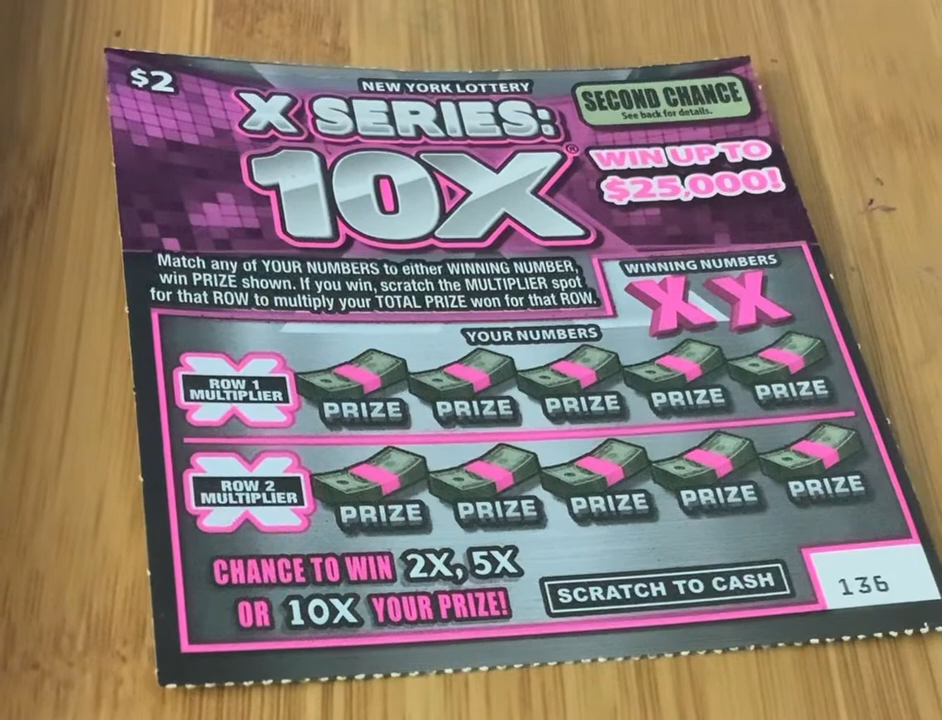 $2
NEW YORK LOTTERY
X SERIES:
10X®
SECOND CHANCE
See back for details.
WIN UP TO
$25,000!
Match any of YOUR NUMBERS to either WINNING NUMBER,
win PRIZE shown. If you win, scratch the MULTIPLIER spot
for that ROW to multiply your TOTAL PRIZE won for that ROW.
WINNING NUMBERS
X X
YOUR NUMBERS
ROW 1
MULTIPLIER
PRIZE PRIZE PRIZE PRIZE PRIZE
ROW 2
MULTIPLIER
PRIZE PRIZE PRIZE PRIZE PRIZE
CHANCE TO WIN 2X, 5X
OR 10X YOUR PRIZE!
SCRATCH TO CASH
136